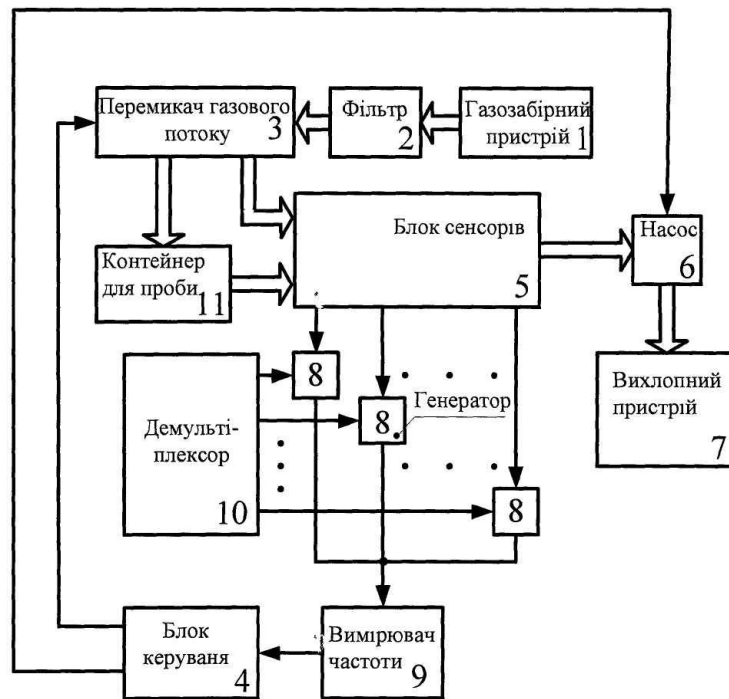 Перемикач газового
потоку
3
Фільтр
2
Газозабірний
пристрій 1
Блок сенсорів
5
Насос
6
Контейнер
для проби
11
8
Генератор
8
Демульті-
плексор
10
8
Вихлопний
пристрій
7
Блок
керуваня
4
Вимірювач
частоти
9